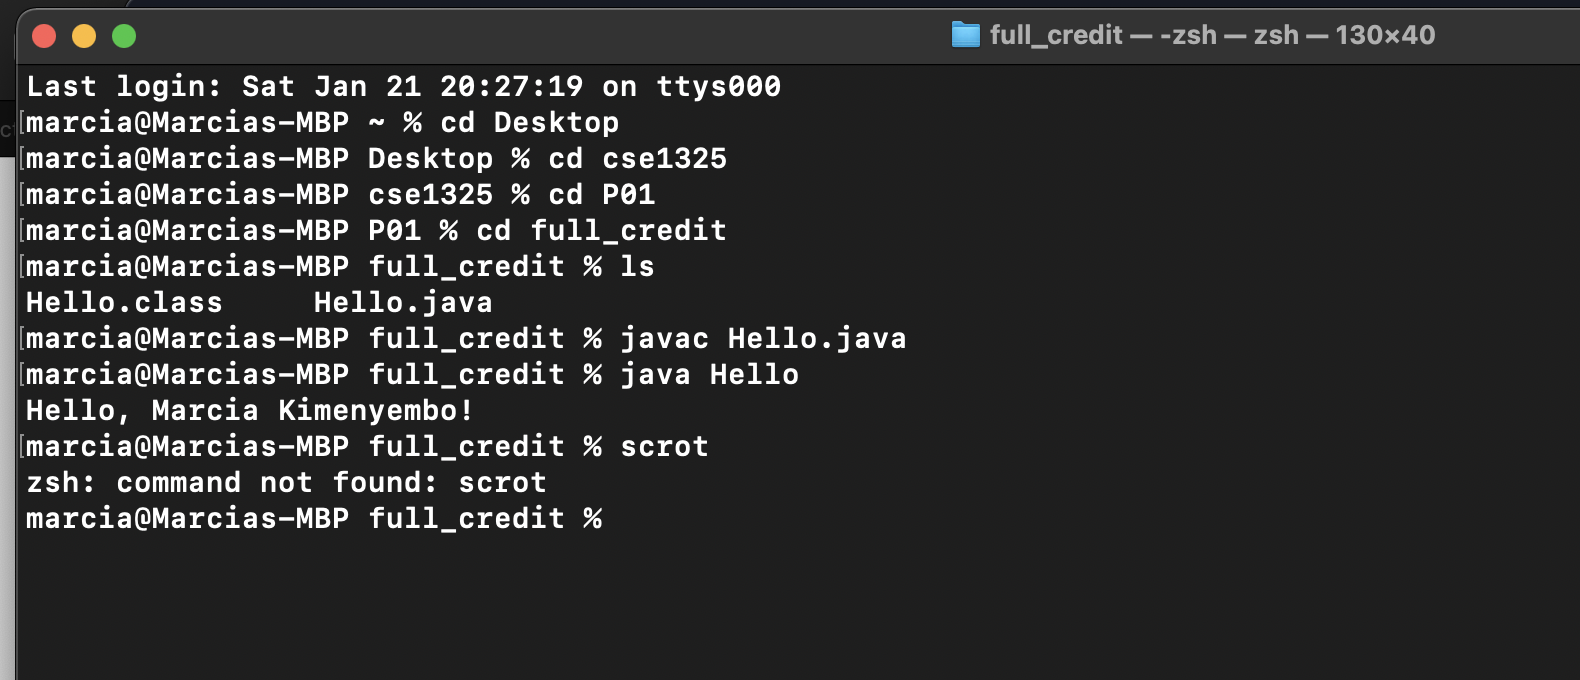 full_credit — -zsh — zsh — 130×40
Last login: Sat Jan 21 20:27:19 on ttys000
[marcia@Marcias-MBP ~ % cd Desktop
[marcia@Marcias-MBP Desktop % cd cse1325
[marcia@Marcias-MBP cse1325 % cd P01
[marcia@Marcias-MBP P01 % cd full_credit
[marcia@Marcias-MBP full_credit % ls
Hello.class     Hello.java
[marcia@Marcias-MBP full_credit % javac Hello.java
[marcia@Marcias-MBP full_credit % java Hello
Hello, Marcia Kimenyembo!
[marcia@Marcias-MBP full_credit % scrot
zsh: command not found: scrot
marcia@Marcias-MBP full_credit %